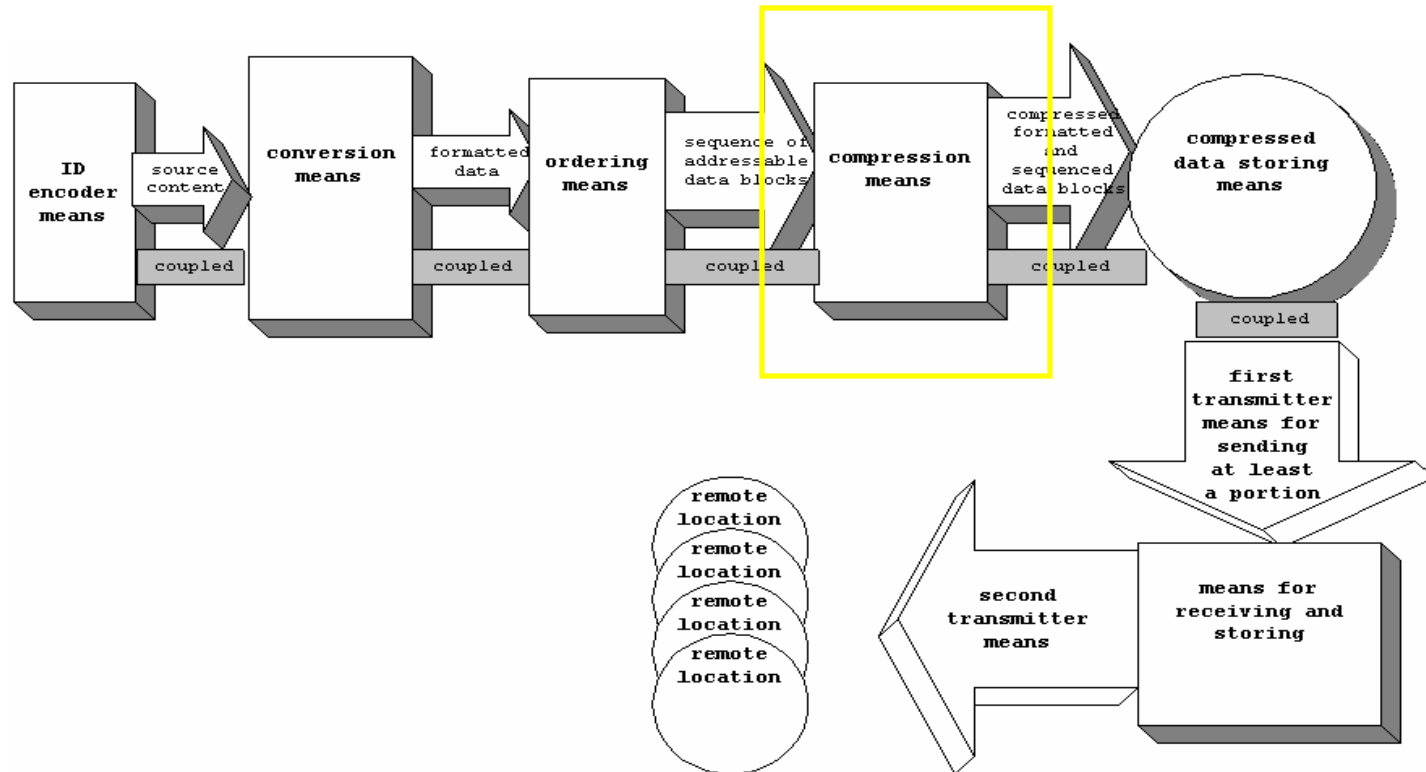 ID
encoder
means
source
content
coupled
conversion
means
formatted
data
coupled
ordering
means
sequence of
addressable
data blocks
coupled
compression
means
compressed
formatted
and
sequenced
data blocks
coupled
compressed
data storing
means
coupled
first
transmitter
means for
sending
at least
a portion
means for
receiving and
storing
second
transmitter
means
remote
location
remote
location
remote
location
remote
location